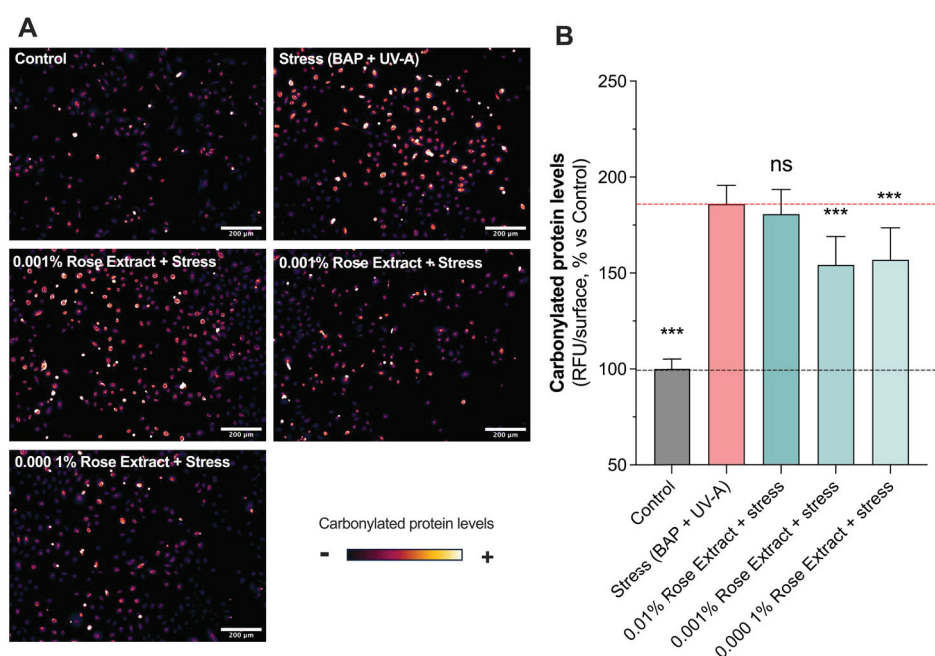 A
Control
200 µm
Stress (BAP + UV-A)
200 µm
0.001% Rose Extract + Stress
200 µm
0.001% Rose Extract + Stress
200 µm
0.000 1% Rose Extract + Stress
200 µm
Carbonylated protein levels
- +
B
Carbonylated protein levels
(RFU/surface, % vs Control)
250
200
150
100
50
***
ns
***
***
Control
Stress (BAP + UV-A)
0.01% Rose Extract + stress
0.001% Rose Extract + stress
0.000 1% Rose Extract + stress